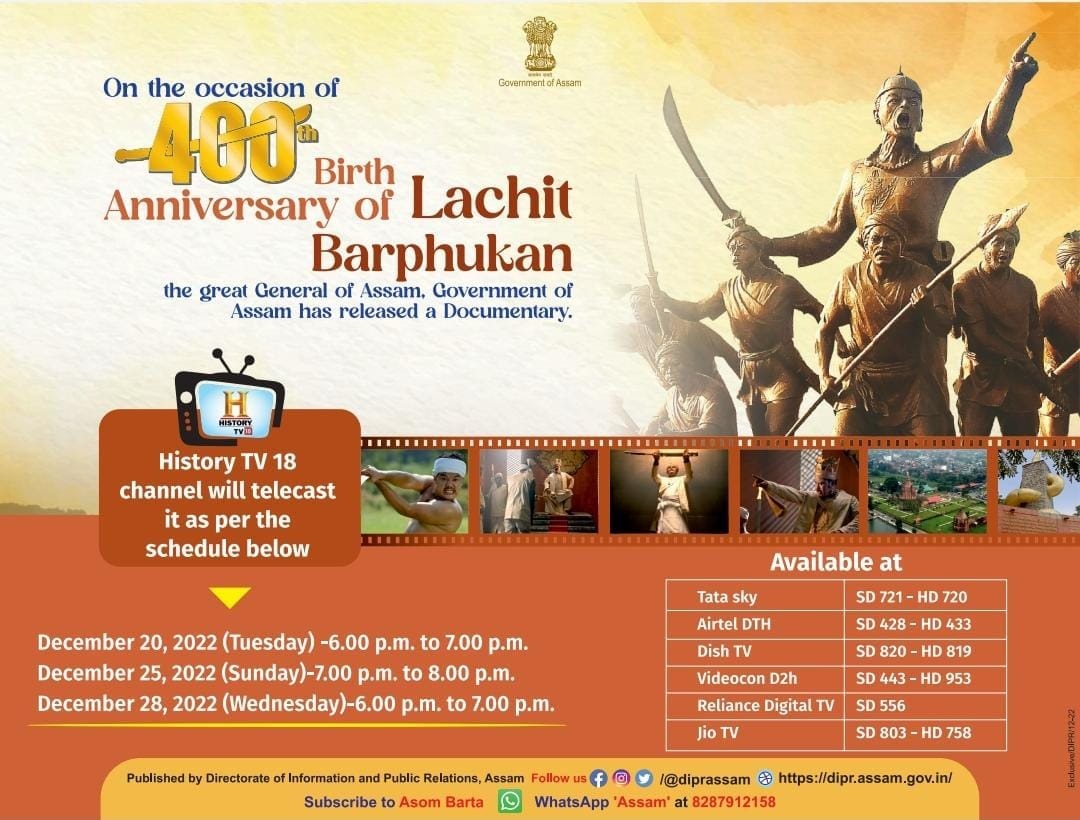 Government of Assam
On the occasion of
400th
Birth
Anniversary of Lachit
Barphukan
the great General of Assam, Government of
Assam has released a Documentary.
H
HISTORY
TV 18
History TV 18
channel will telecast
it as per the
schedule below
December 20, 2022 (Tuesday) -6.00 p.m. to 7.00 p.m.
December 25, 2022 (Sunday)-7.00 p.m. to 8.00 p.m.
December 28, 2022 (Wednesday)-6.00 p.m. to 7.00 p.m.
Available at
Tata sky SD 721 - HD 720
Airtel DTH SD 428 - HD 433
Dish TV SD 820 - HD 819
Videocon D2h SD 443 - HD 953
Reliance Digital TV SD 556
Jio TV SD 803 - HD 758
Exclusive/DIPR/12-22
Published by Directorate of Information and Public Relations, Assam Follow us /@diprassam https://dipr.assam.gov.in/
Subscribe to Asom Barta WhatsApp 'Assam' at 8287912158